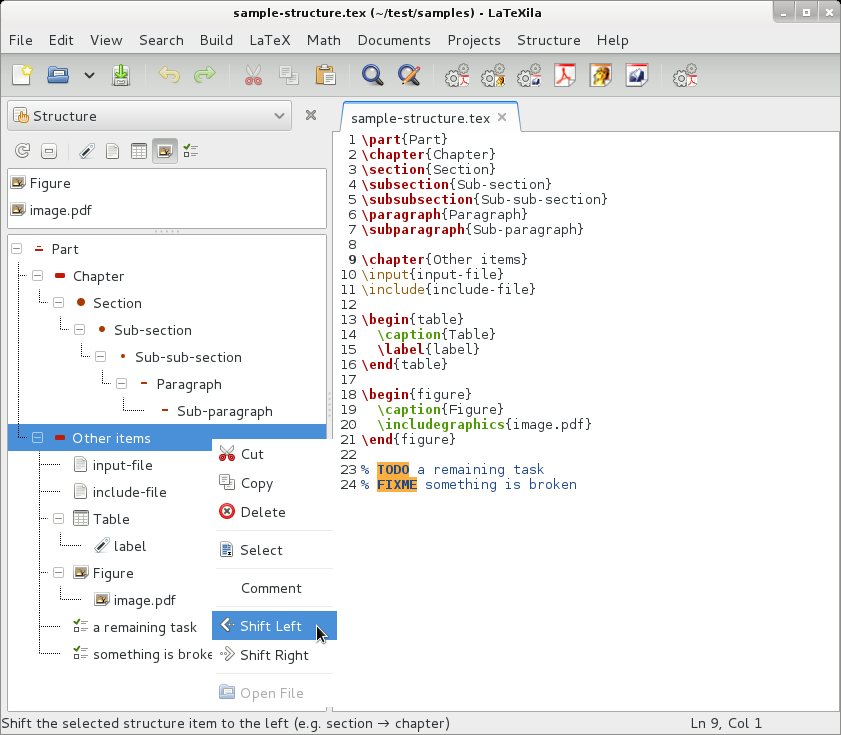 sample-structure.tex (~/test/samples) - LaTeXila
File Edit View Search Build LaTeX Math Documents Projects Structure Help
Structure
Figure
image.pdf
Part
Chapter
Section
Sub-section
Sub-sub-section
Paragraph
Sub-paragraph
Other items
input-file
include-file
Table
label
Figure
image.pdf
a remaining task
something is broke
Cut
Copy
Delete
Select
Comment
Shift Left
Shift Right
Open File
sample-structure.tex
1 \part{Part}
2 \chapter{Chapter}
3 \section{Section}
4 \subsection{Sub-section}
5 \subsubsection{Sub-sub-section}
6 \paragraph{Paragraph}
7 \subparagraph{Sub-paragraph}
8
9 \chapter{Other items}
10 \input{input-file}
11 \include{include-file}
12
13 \begin{table}
14 \caption{Table}
15 \label{label}
16 \end{table}
17
18 \begin{figure}
19 \caption{Figure}
20 \includegraphics{image.pdf}
21 \end{figure}
22
23 % TODO a remaining task
24 % FIXME something is broken
Shift the selected structure item to the left (e.g. section → chapter)
Ln 9, Col 1